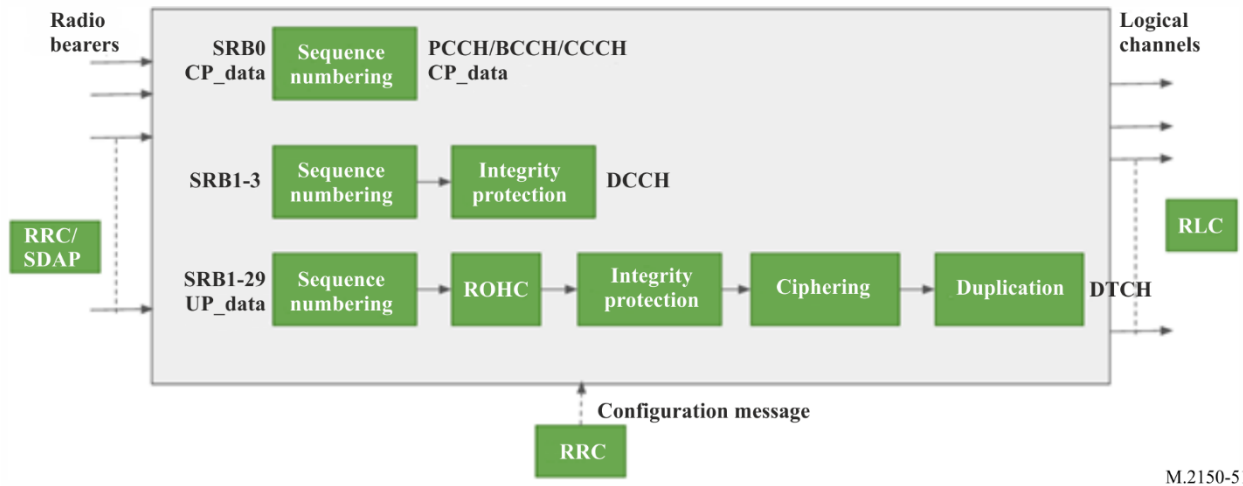 Radio
bearers
Logical
channels
SRB0
CP_data
Sequence
numbering
PCCH/BCCH/CCCH
CP_data
SRB1-3
Sequence
numbering
Integrity
protection
DCCH
RRC/
SDAP
RLC
SRB1-29
UP_data
Sequence
numbering
ROHC
Integrity
protection
Ciphering
Duplication
DTCH
Configuration message
RRC
M.2150-5